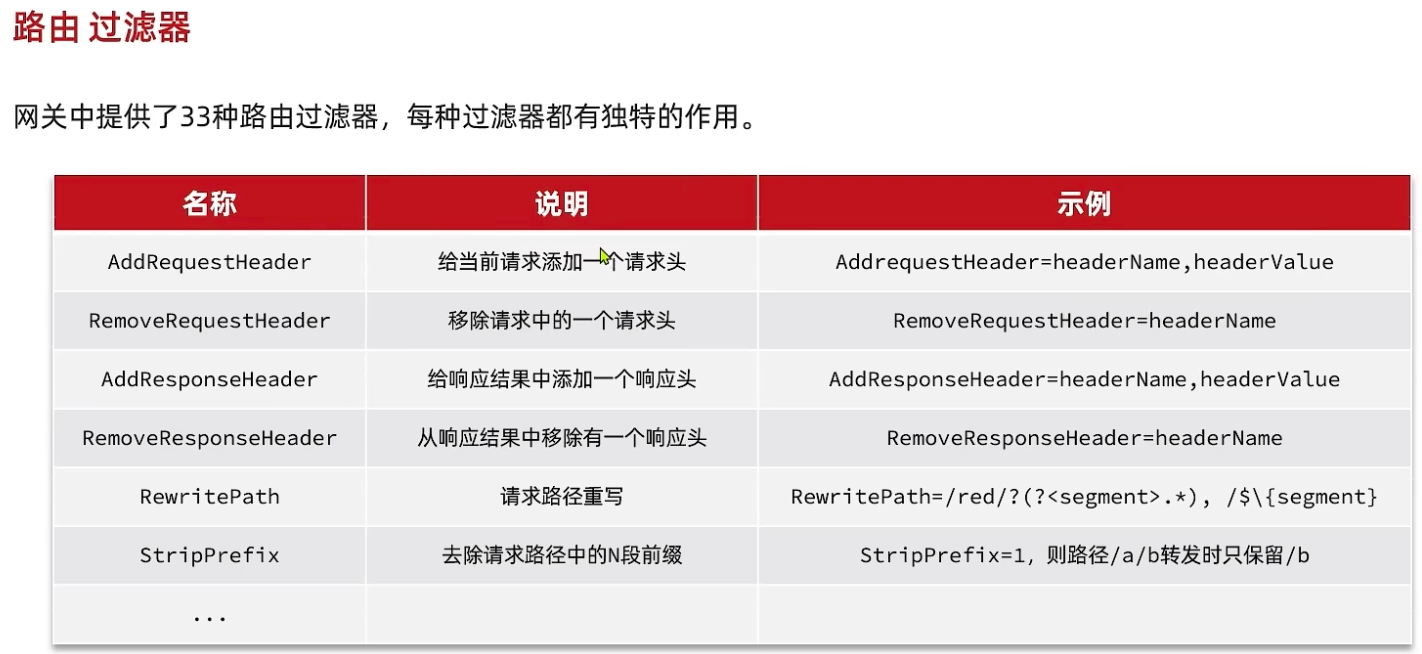 路由 过滤器
网关中提供了33种路由过滤器，每种过滤器都有独特的作用。
名称 说明 示例
AddRequestHeader 给当前请求添加一个请求头 AddrequestHeader=headerName,headerValue
RemoveRequestHeader 移除请求中的一个请求头 RemoveRequestHeader=headerName
AddResponseHeader 给响应结果中添加一个响应头 AddResponseHeader=headerName,headerValue
RemoveResponseHeader 从响应结果中移除有一个响应头 RemoveResponseHeader=headerName
RewritePath 请求路径重写 RewritePath=/red/?(?<segment>.*), /$\{segment}
StripPrefix 去除请求路径中的N段前缀 StripPrefix=1，则路径/a/b转发时只保留/b
...